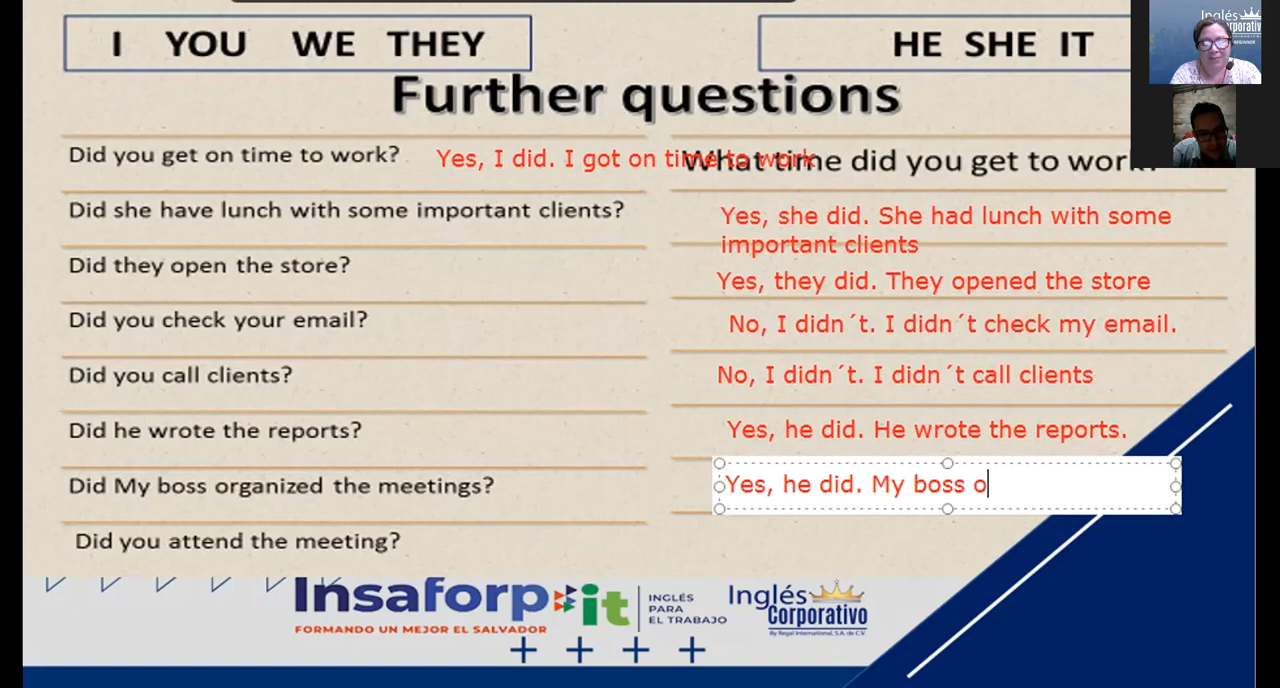 I YOU WE THEY
HE SHE IT
Further questions
Did you get on time to work?
Yes, I did. I got on time to work
What time did you get to work?
Did she have lunch with some important clients?
Yes, she did. She had lunch with some
important clients
Did they open the store?
Yes, they did. They opened the store
Did you check your email?
No, I didn´t. I didn´t check my email.
Did you call clients?
No, I didn´t. I didn´t call clients
Did he wrote the reports?
Yes, he did. He wrote the reports.
Did My boss organized the meetings?
Yes, he did. My boss o
Did you attend the meeting?
Insaforp
FORMANDO UN MEJOR EL SALVADOR
it
INGLÉS
PARA
EL TRABAJO
Inglés
Corporativo
By Regal International, S.A. de C.V.
Inglés